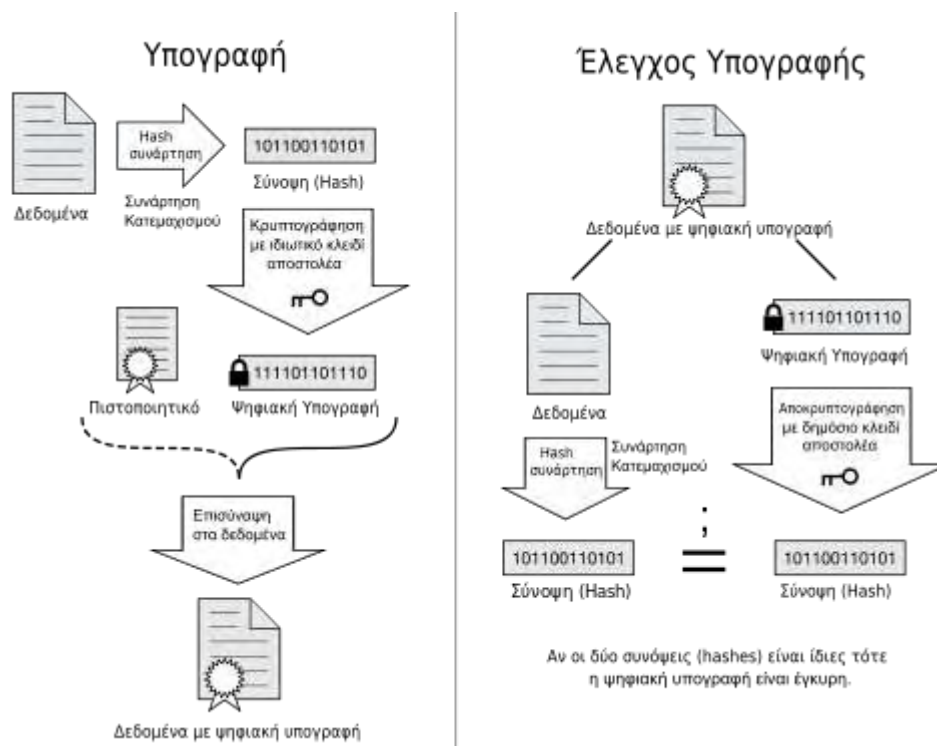 Υπογραφή
Hash
συνάρτηση
101100110101
Σύνοψη (Hash)
Δεδομένα
Συνάρτηση
Κατεμαχισμού
Κρυπτογράφηση
με ιδιωτικό κλειδί
αποστολέα
111101101110
Πιστοποιητικό
Ψηφιακή Υπογραφή
Επισύναψη
στα δεδομένα
Δεδομένα με ψηφιακή υπογραφή
Έλεγχος Υπογραφής
Δεδομένα με ψηφιακή υπογραφή
111101101110
Ψηφιακή Υπογραφή
Δεδομένα
Hash
συνάρτηση
Συνάρτηση
Κατεμαχισμού
Αποκρυπτογράφηση
με δημόσιο κλειδί
αποστολέα
;
=
101100110101
101100110101
Σύνοψη (Hash)
Σύνοψη (Hash)
Αν οι δύο συνόψεις (hashes) είναι ίδιες τότε
η ψηφιακή υπογραφή είναι έγκυρη.